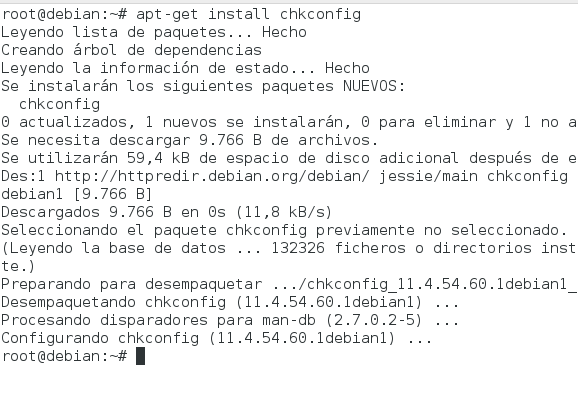 root@debian:~# apt-get install chkconfig
Leyendo lista de paquetes... Hecho
Creando árbol de dependencias
Leyendo la información de estado... Hecho
Se instalarán los siguientes paquetes NUEVOS:
  chkconfig
0 actualizados, 1 nuevos se instalarán, 0 para eliminar y 1 no a
Se necesita descargar 9.766 B de archivos.
Se utilizarán 59,4 kB de espacio de disco adicional después de e
Des:1 http://httpredir.debian.org/debian/ jessie/main chkconfig
debian1 [9.766 B]
Descargados 9.766 B en 0s (11,8 kB/s)
Seleccionando el paquete chkconfig previamente no seleccionado.
(Leyendo la base de datos ... 132326 ficheros o directorios inst
te.)
Preparando para desempaquetar .../chkconfig_11.4.54.60.1debian1_
Desempaquetando chkconfig (11.4.54.60.1debian1) ...
Procesando disparadores para man-db (2.7.0.2-5) ...
Configurando chkconfig (11.4.54.60.1debian1) ...
root@debian:~#